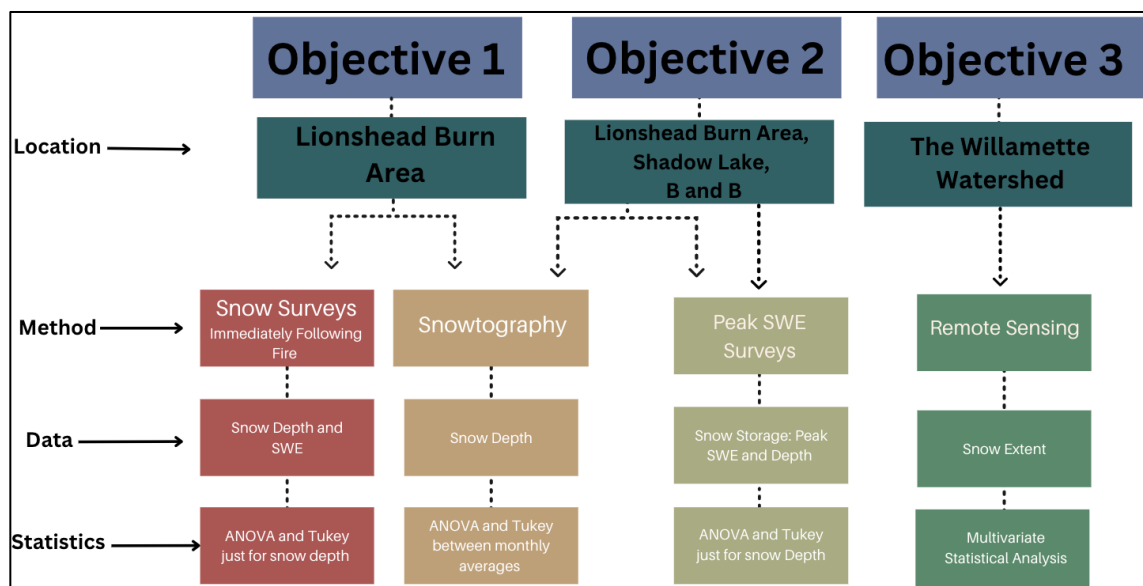 Objective 1
Objective 2
Objective 3
Location
Lionshead Burn
Area
Lionshead Burn Area,
Shadow Lake,
B and B
The Willamette
Watershed
Method
Snow Surveys
Immediately Following
Fire
Snowtography
Peak SWE
Surveys
Remote Sensing
Data
Snow Depth and
SWE
Snow Depth
Snow Storage: Peak
SWE and Depth
Snow Extent
Statistics
ANOVA and Tukey
just for snow depth
ANOVA and Tukey
between monthly
averages
ANOVA and Tukey
just for snow Depth
Multivariate
Statistical Analysis